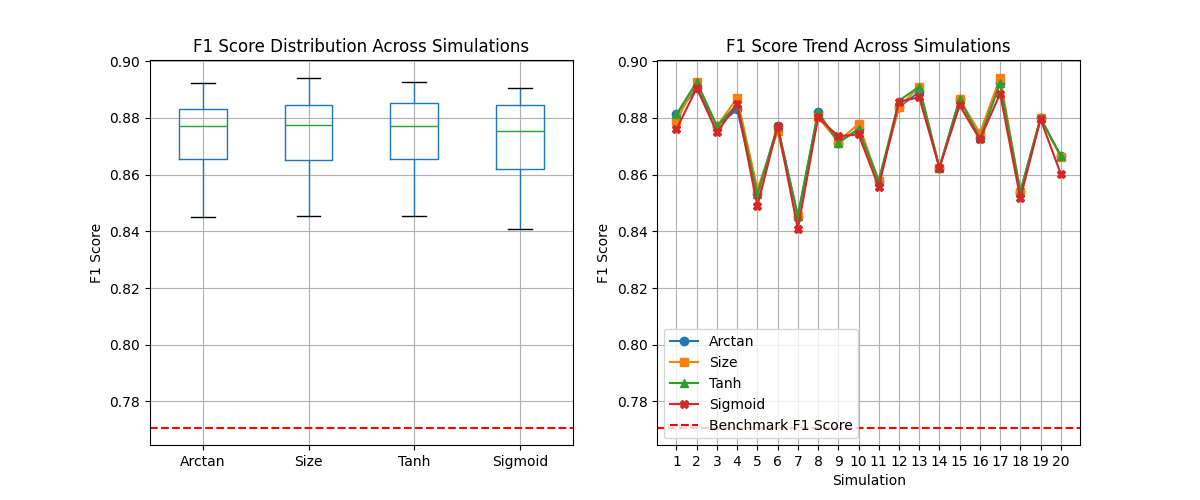 F1 Score Distribution Across Simulations
F1 Score
0.90
0.88
0.86
0.84
0.82
0.80
0.78
Arctan
Size
Tanh
Sigmoid
F1 Score Trend Across Simulations
F1 Score
0.90
0.88
0.86
0.84
0.82
0.80
0.78
Arctan
Size
Tanh
Sigmoid
Benchmark F1 Score
1 2 3 4 5 6 7 8 9 10 11 12 13 14 15 16 17 18 19 20
Simulation